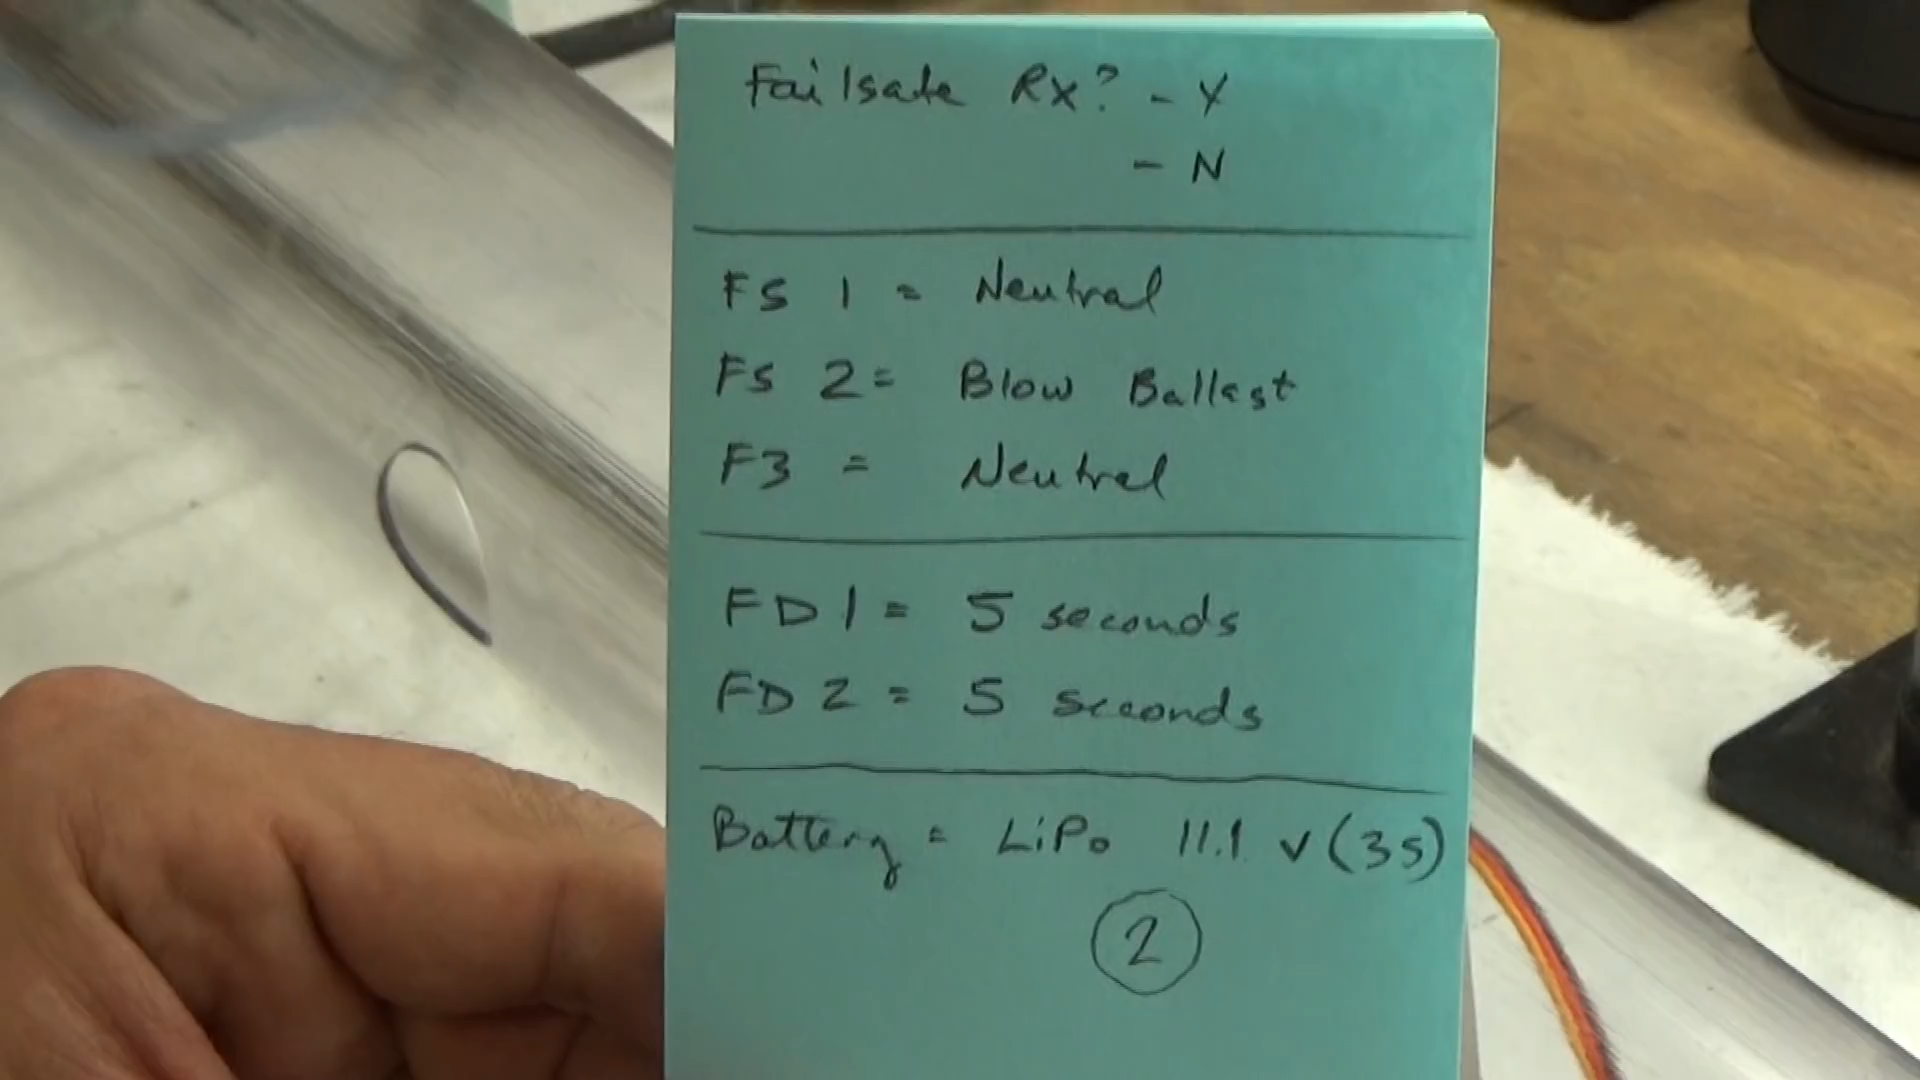 Failsafe RX? - Y
- N
FS 1 = Neutral
FS 2 = Blow Ballast
F3 = Neutral
FD 1 = 5 seconds
FD 2 = 5 seconds
Battery = LiPo 11.1 v (3s)
2